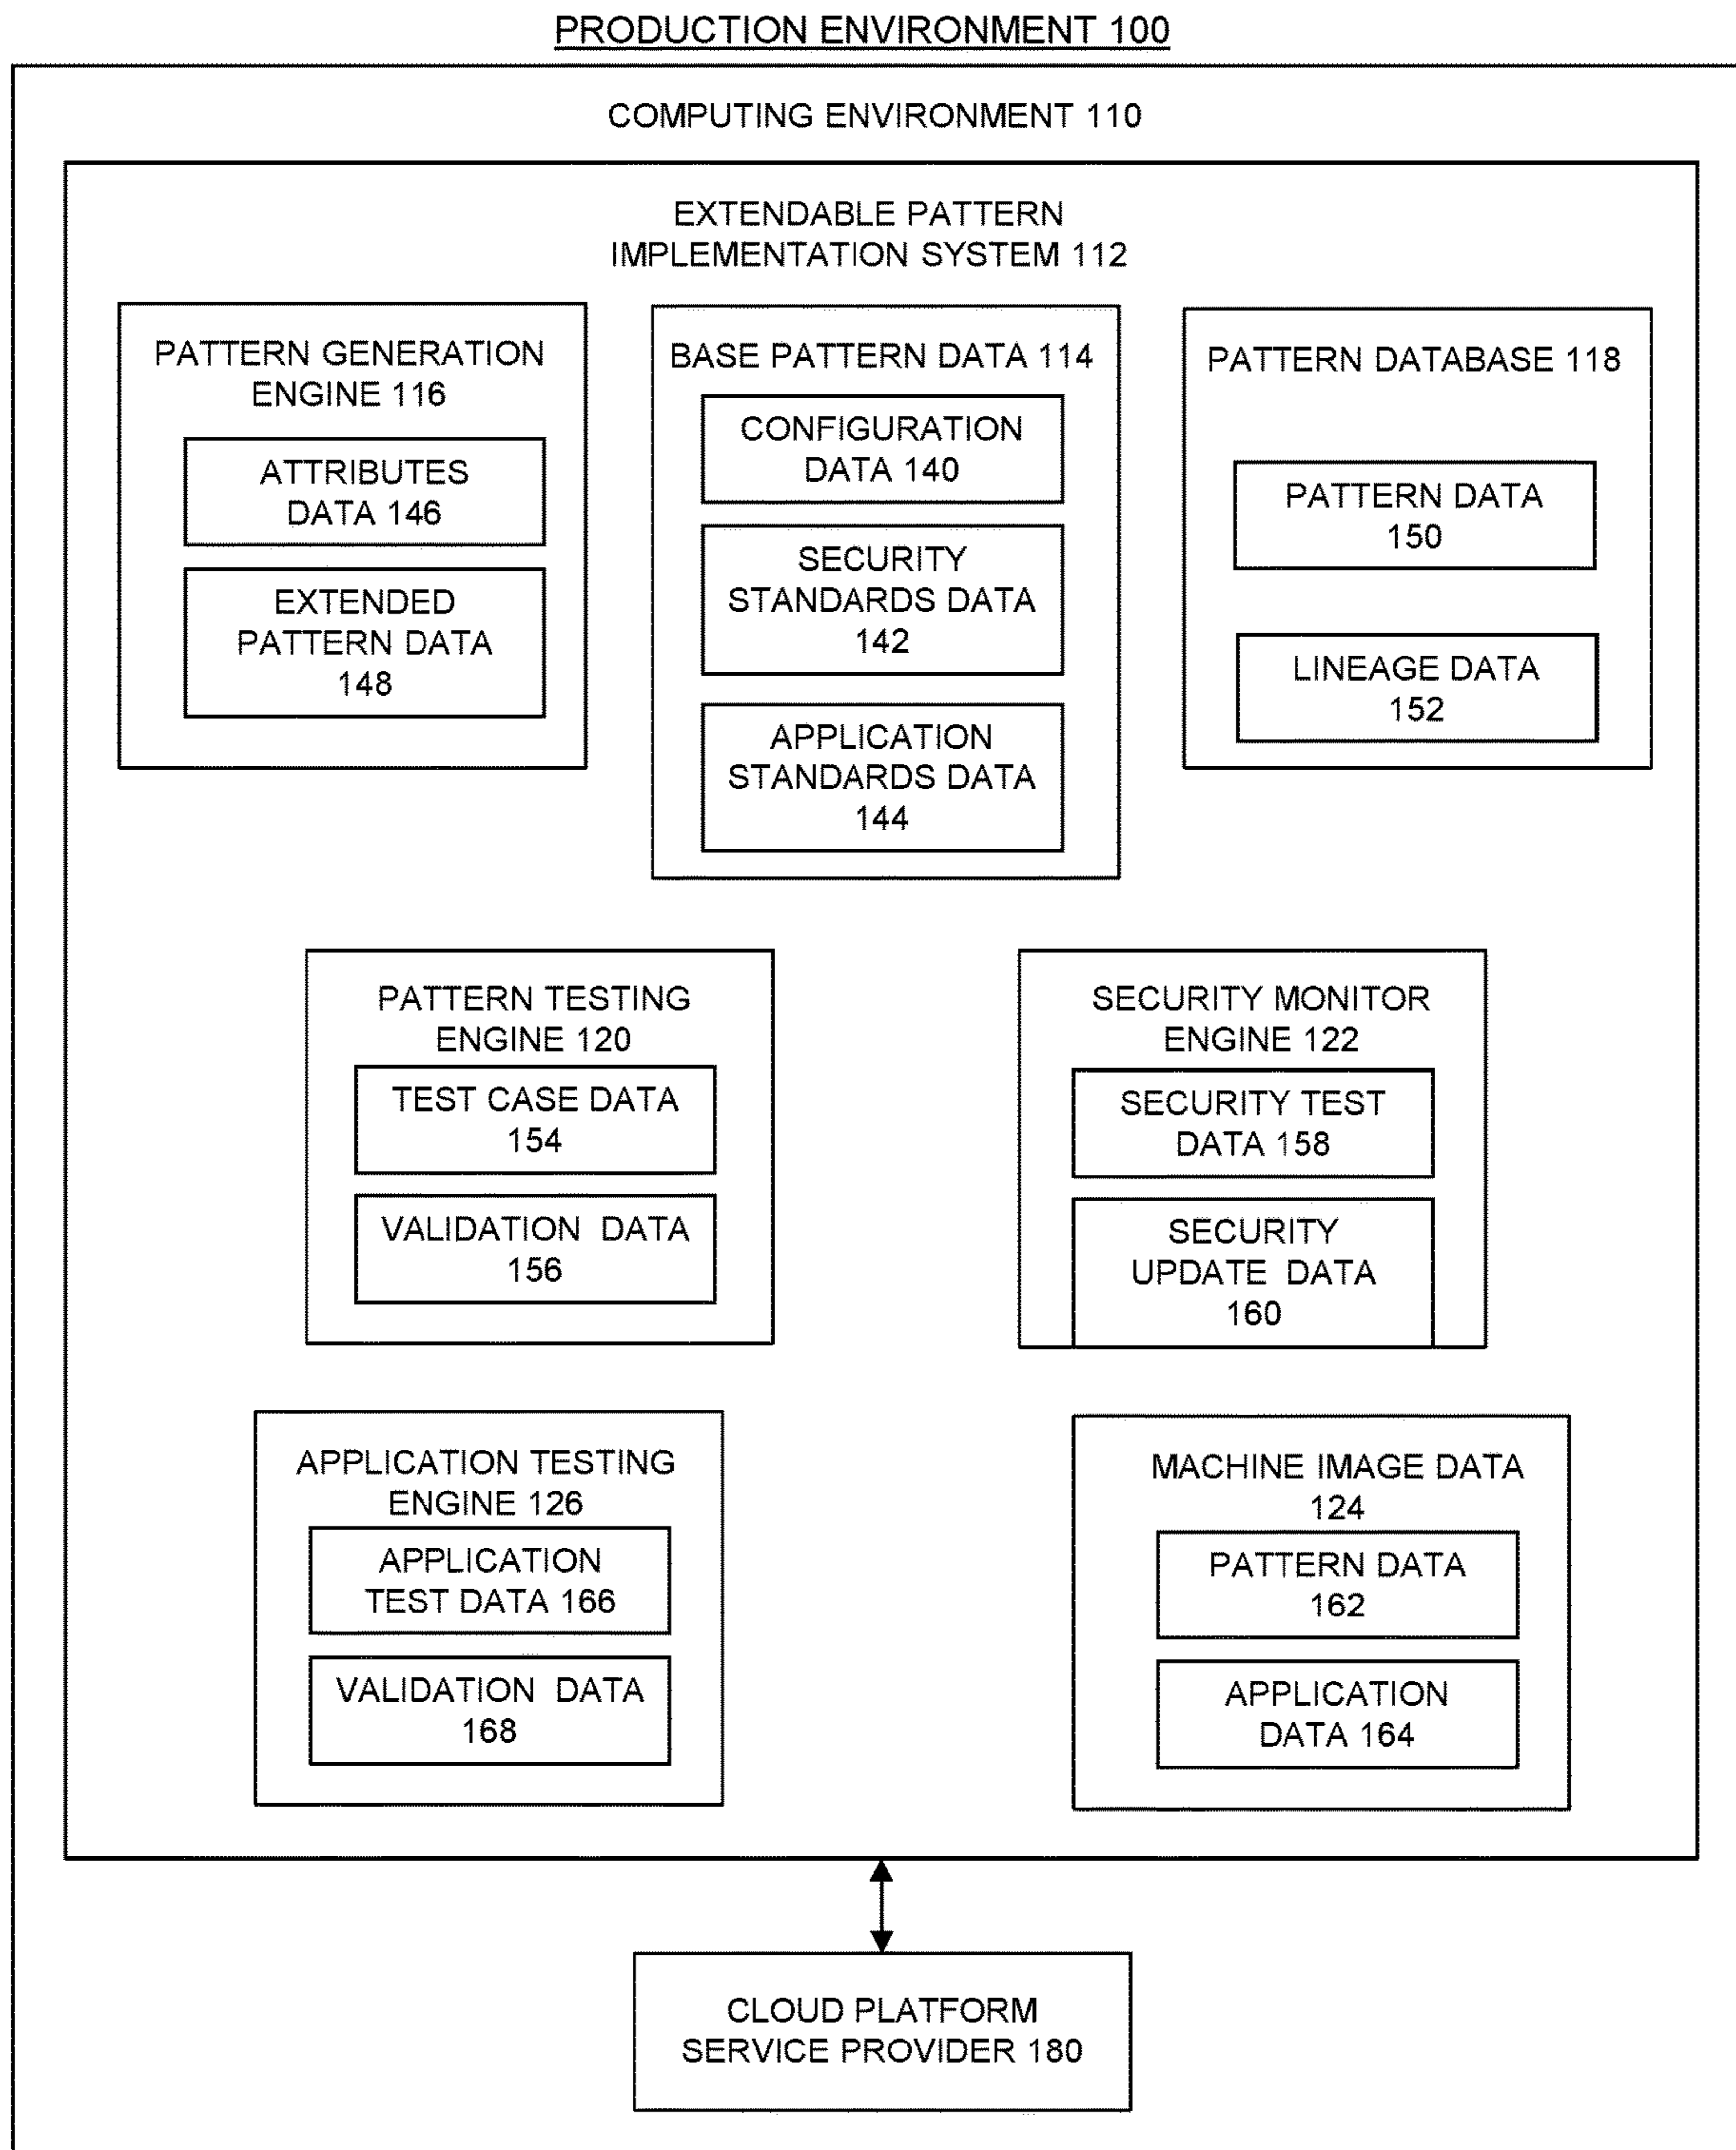 PRODUCTION ENVIRONMENT 100
COMPUTING ENVIRONMENT 110
EXTENDABLE PATTERN
IMPLEMENTATION SYSTEM 112
PATTERN GENERATION
ENGINE 116
ATTRIBUTES
DATA 146
EXTENDED
PATTERN DATA
148
BASE PATTERN DATA 114
CONFIGURATION
DATA 140
SECURITY
STANDARDS DATA
142
APPLICATION
STANDARDS DATA
144
PATTERN DATABASE 118
PATTERN DATA
150
LINEAGE DATA
152
PATTERN TESTING
ENGINE 120
TEST CASE DATA
154
VALIDATION DATA
156
SECURITY MONITOR
ENGINE 122
SECURITY TEST
DATA 158
SECURITY
UPDATE DATA
160
APPLICATION TESTING
ENGINE 126
APPLICATION
TEST DATA 166
VALIDATION DATA
168
MACHINE IMAGE DATA
124
PATTERN DATA
162
APPLICATION
DATA 164
CLOUD PLATFORM
SERVICE PROVIDER 180